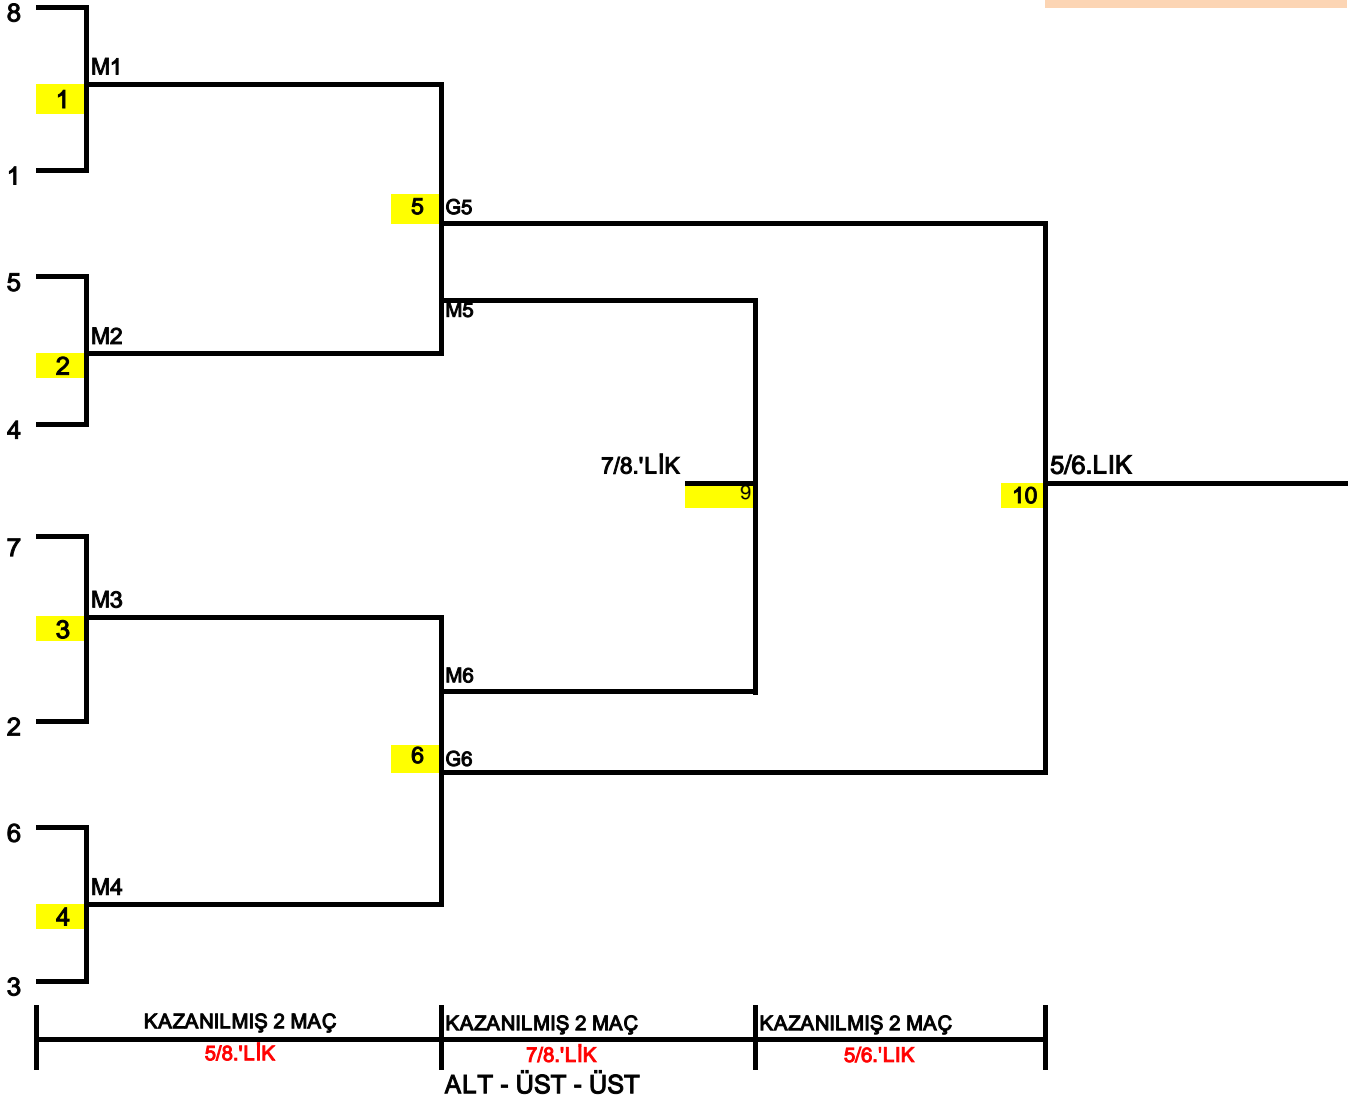 8
M1
1
1
5 G5
5
M5
M2
2
4
7/8.'LİK
5/6.LIK
9
10
7
M3
3
M6
2
6 G6
6
M4
4
3
KAZANILMIŞ 2 MAÇ KAZANILMIŞ 2 MAÇ KAZANILMIŞ 2 MAÇ
5/8.'LİK 7/8.'LİK 5/6.'LIK
ALT - ÜST - ÜST